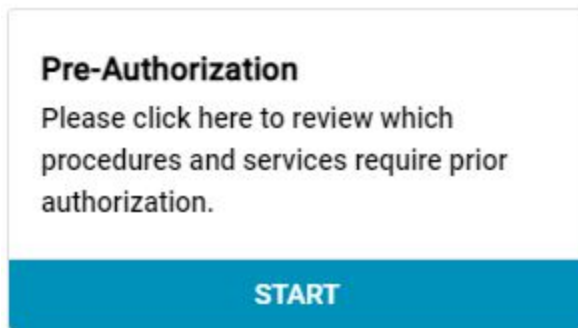 Pre-Authorization
Please click here to review which
procedures and services require prior
authorization.
START